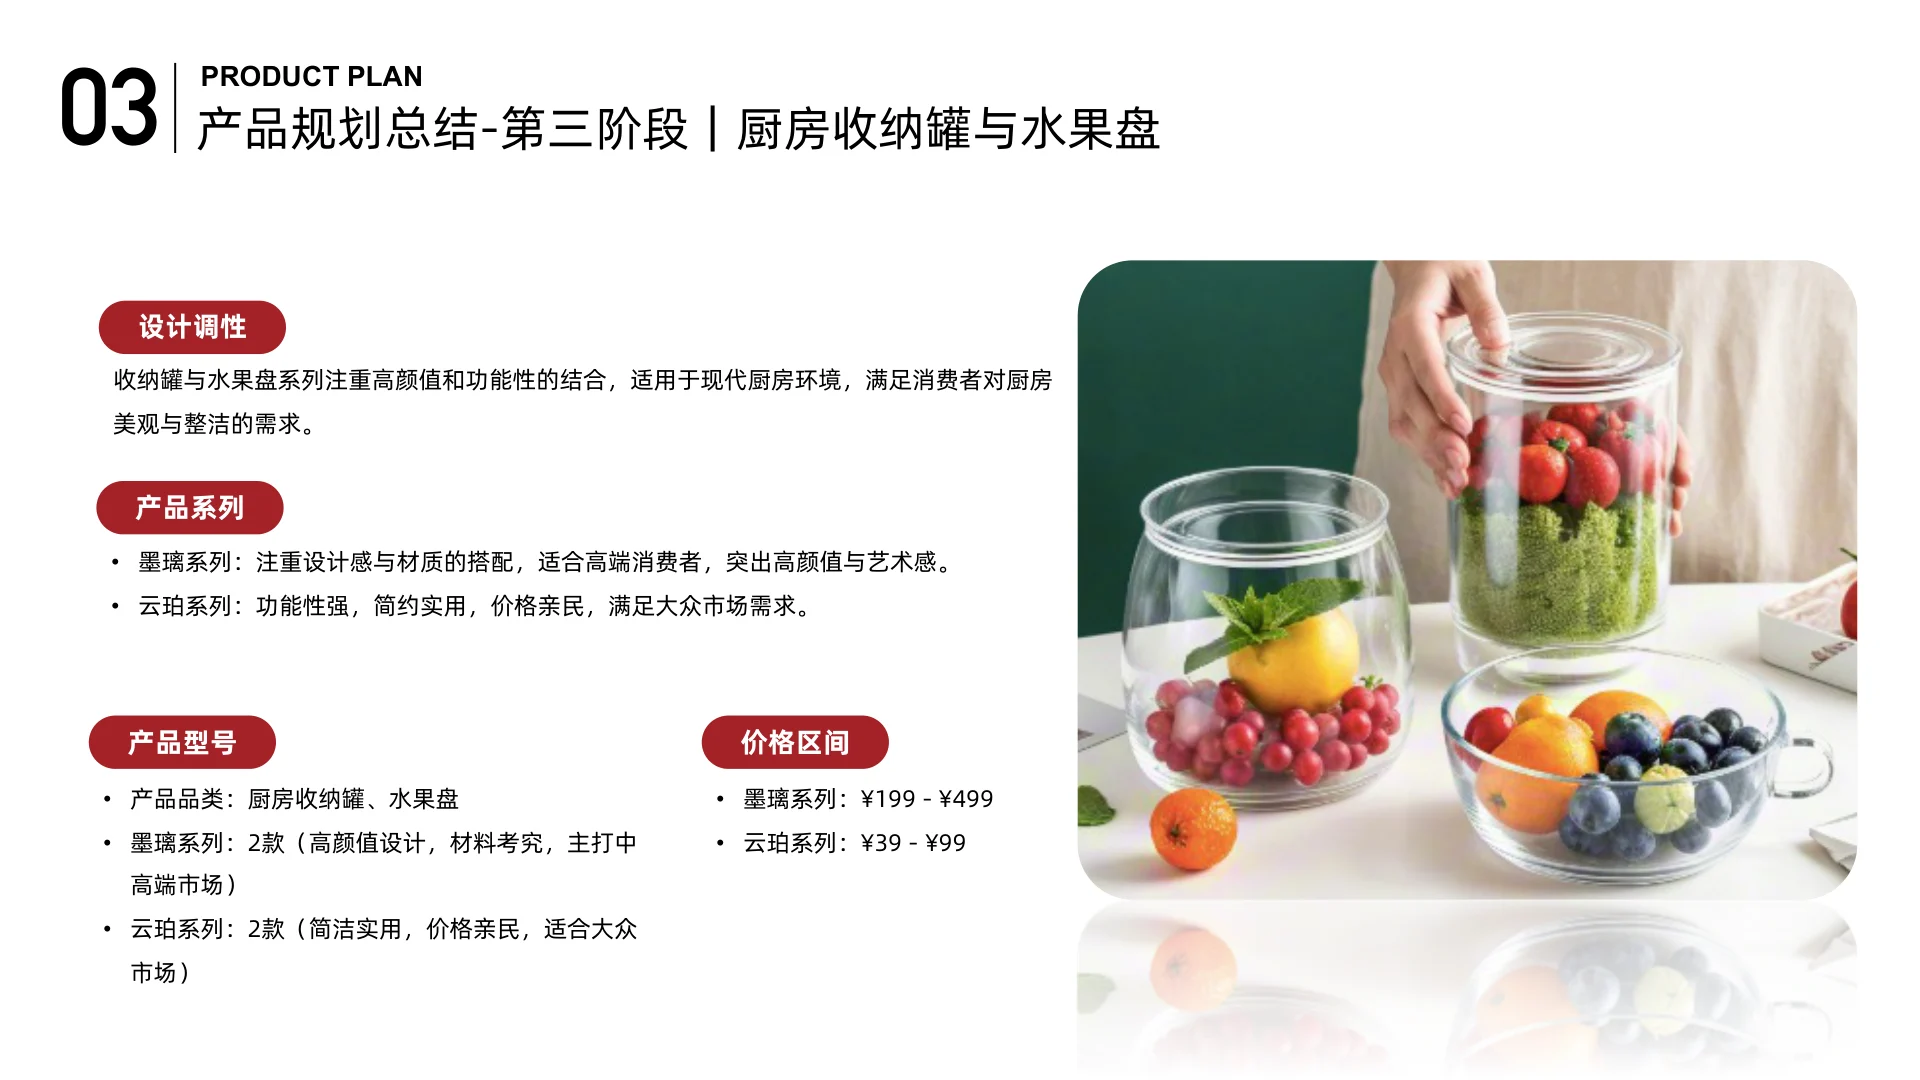 03
PRODUCT PLAN
产品规划总结-第三阶段｜厨房收纳罐与水果盘
设计调性
收纳罐与水果盘系列注重高颜值和功能性的结合，适用于现代厨房环境，满足消费者对厨房
美观与整洁的需求。
产品系列
• 墨璃系列：注重设计感与材质的搭配，适合高端消费者，突出高颜值与艺术感。
• 云珀系列：功能性强，简约实用，价格亲民，满足大众市场需求。
产品型号
• 产品品类：厨房收纳罐、水果盘
• 墨璃系列：2款（高颜值设计，材料考究，主打中
高端市场）
• 云珀系列：2款（简洁实用，价格亲民，适合大众
市场）
价格区间
• 墨璃系列：¥199 - ¥499
• 云珀系列：¥39 - ¥99